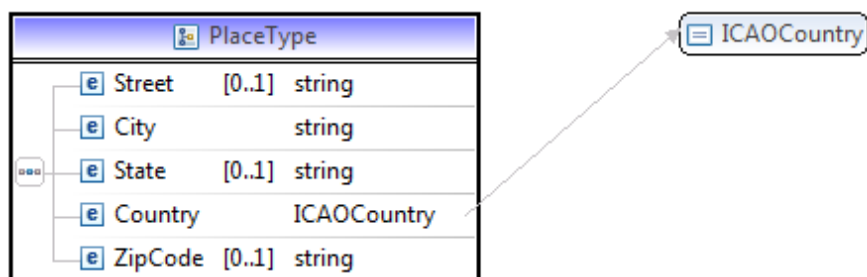 PlaceType
e Street [0..1] string
e City string
e State [0..1] string
e Country ICAOCountry
e ZipCode [0..1] string
ICAOCountry